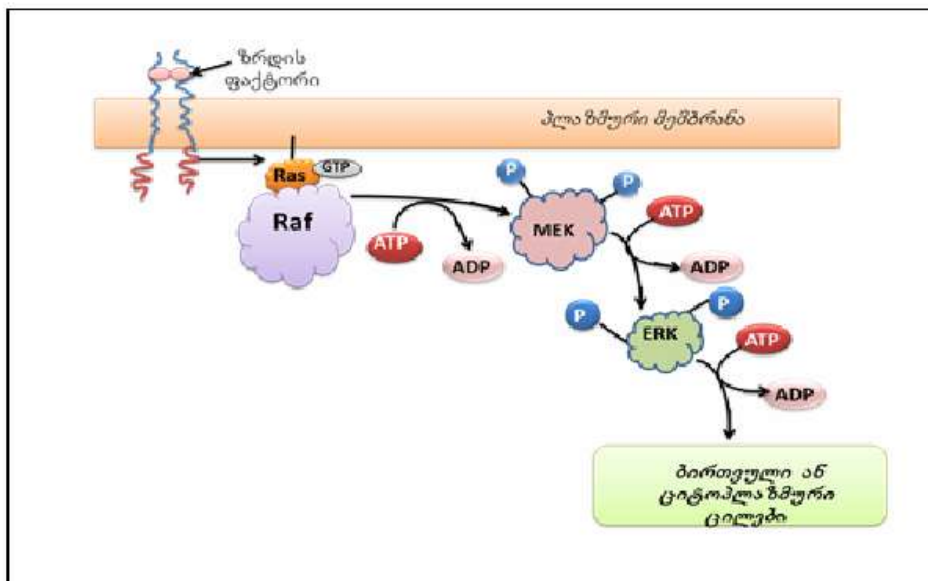 ზრდის
ფაქტორი
პლაზმური მემბრანა
Ras
GTP
Raf
ATP
ADP
P
P
MEK
ATP
ADP
P
P
ERK
ATP
ADP
ბირთვული ან
ციტოპლაზმური
ცილები